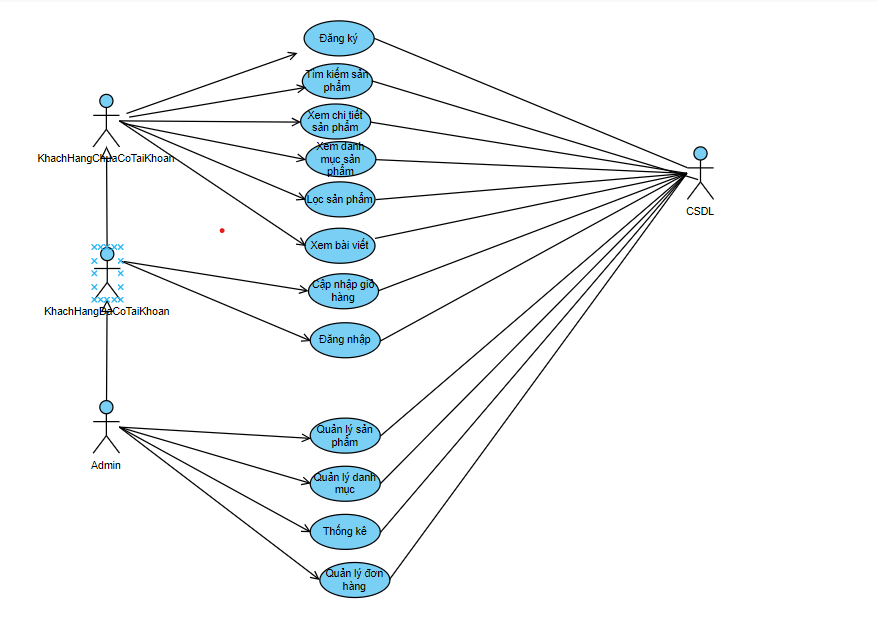 Đăng ký
Tìm kiếm sản
phẩm
Xem chi tiết
sản phẩm
KhachHangChuaCoTaiKhoan
Xem danh
mục sản
phẩm
Lọc sản phẩm
CSDL
Xem bài viết
Cập nhập giỏ
hàng
KhachHangDaCoTaiKhoan
Đăng nhập
Quản lý sản
phẩm
Admin
Quản lý danh
mục
Thống kê
Quản lý đơn
hàng